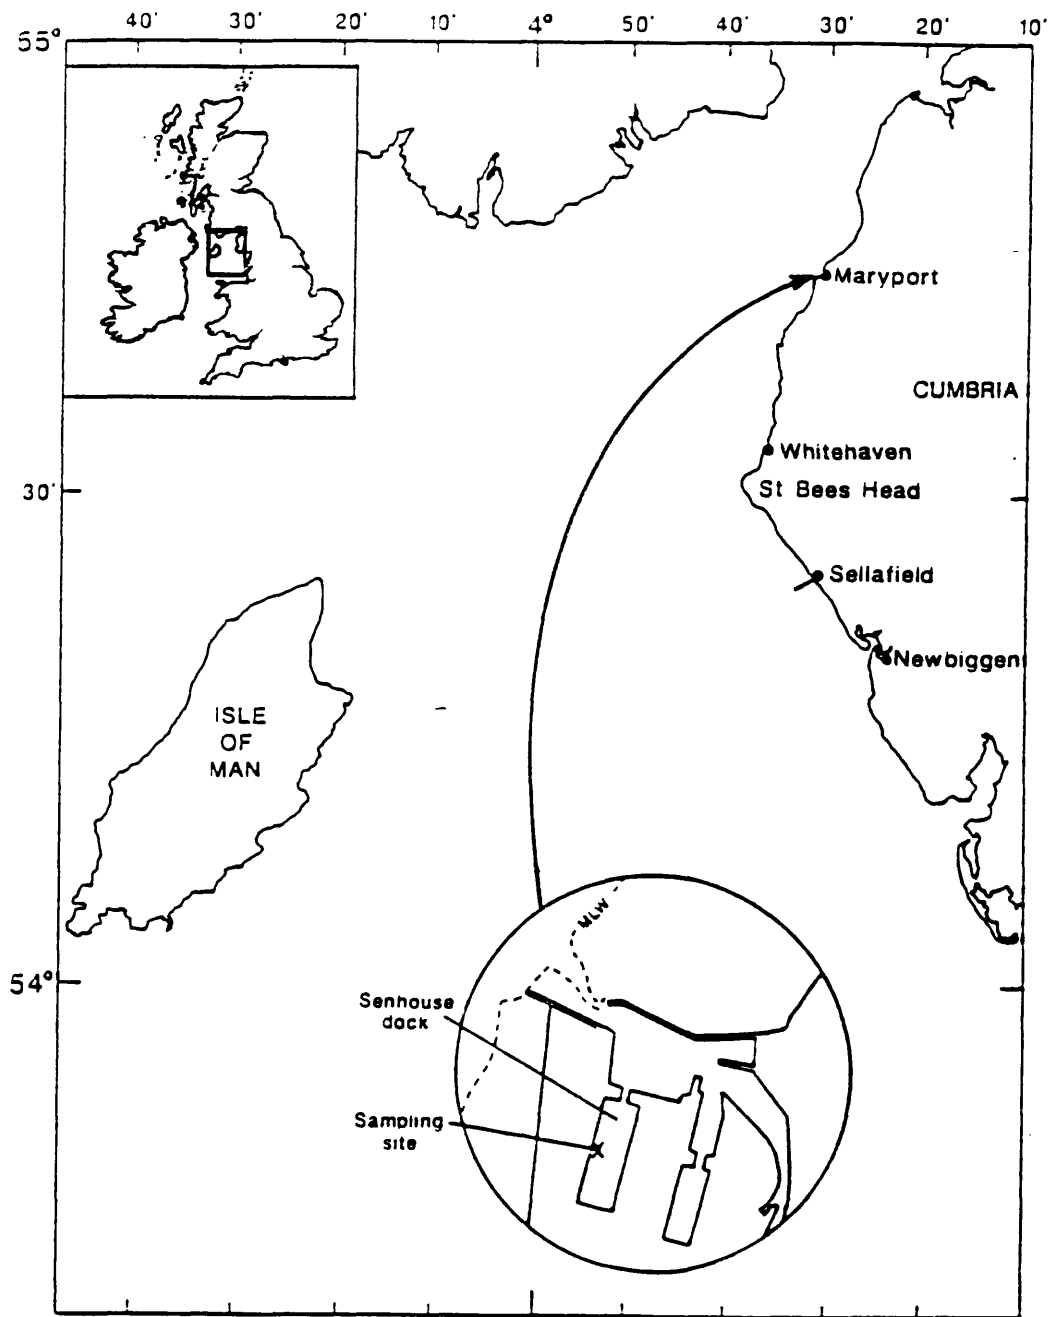 40' 30' 20' 10' 4° 50' 40' 30' 20' 10'
55°
Maryport
CUMBRIA
Whitehaven
30'
St Bees Head
Sellafield
Newbiggen
ISLE
OF
MAN
MLW
54°
Senhouse
dock
Sampling
site